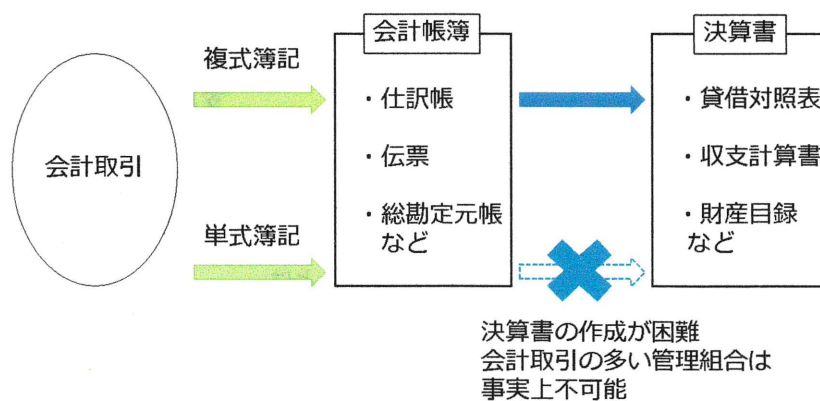 会計取引
複式簿記
単式簿記
会計帳簿
・仕訳帳
・伝票
・総勘定元帳
など
決算書
・貸借対照表
・収支計算書
・財産目録
など
決算書の作成が困難
会計取引の多い管理組合は
事実上不可能